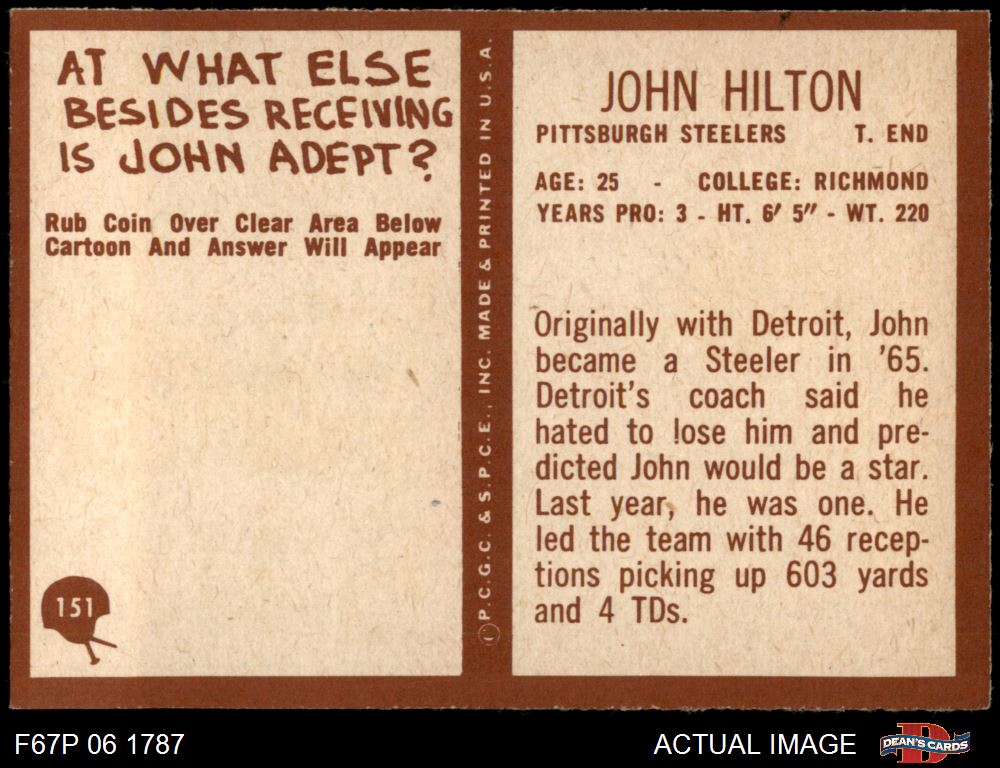 AT WHAT ELSE
BESIDES RECEIVING
IS JOHN ADEPT?
Rub Coin Over Clear Area Below
Cartoon And Answer Will Appear
151
©P.C.G.C. & S.P.C.E., INC. MADE & PRINTED IN U.S.A.
JOHN HILTON
PITTSBURGH STEELERS T. END
AGE: 25 - COLLEGE: RICHMOND
YEARS PRO: 3 - HT. 6' 5" - WT. 220
Originally with Detroit, John
became a Steeler in '65.
Detroit's coach said he
hated to lose him and pre-
dicted John would be a star.
Last year, he was one. He
led the team with 46 recep-
tions picking up 603 yards
and 4 TDs.
F67P 06 1787
ACTUAL IMAGE
DEAN'S CARDS